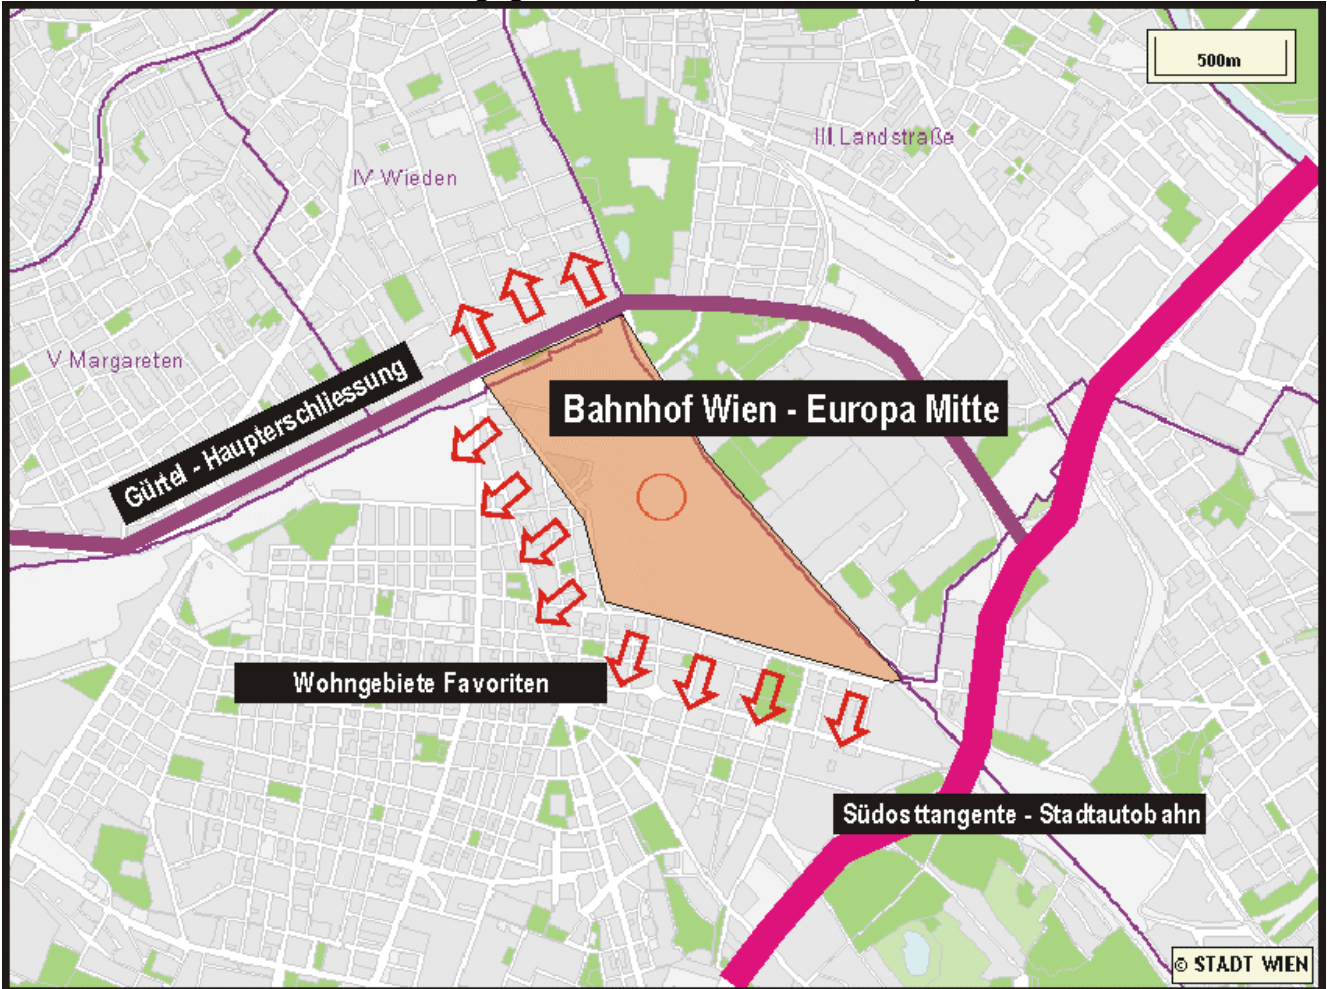 500m
III Landstraße
IV Wieden
V Margareten
Gürtel - Haupterschliessung
Bahnhof Wien - Europa Mitte
Wohngebiete Favoriten
Südosttangente - Stadtautobahn
© STADT WIEN